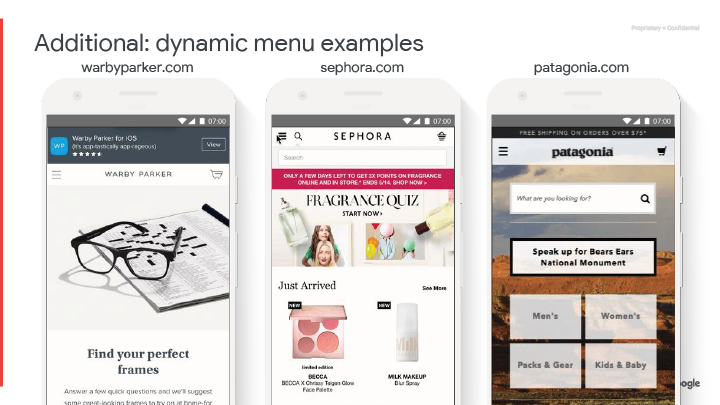 Proprietary + Confidential
Additional: dynamic menu examples
warbyparker.com
sephora.com
patagonia.com
07:00
WP
Warby Parker for iOS
(It's app-tastically app-rageous)
View
WARBY PARKER
Find your perfect
frames
Answer a few quick questions and we'll suggest
some great-looking frames to try on at home-for
07:00
SEPHORA
Search
ONLY A FEW DAYS LEFT TO GET 2X POINTS ON FRAGRANCE
ONLINE AND IN STORE.* ENDS 5/14. SHOP NOW >
FRAGRANCE QUIZ
START NOW >
Just Arrived
See More
NEW
NEW
limited edition
BECCA
BECCA X Chrissy Teigen Glow
Face Palette
MILK MAKEUP
Blur Spray
07:00
FREE SHIPPING ON ORDERS OVER $75*
patagonia
What are you looking for?
Speak up for Bears Ears
National Monument
Men's
Women's
Packs & Gear
Kids & Baby
ogle